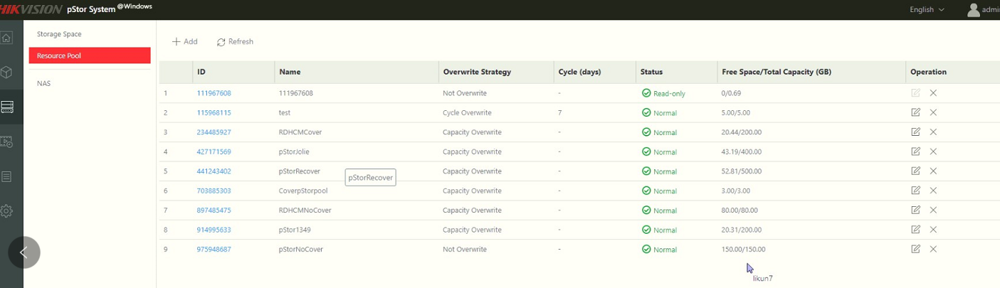 HIKVISION pStor System @Windows English admin
Storage Space
Resource Pool
NAS
Add Refresh
ID Name Overwrite Strategy Cycle (days) Status Free Space/Total Capacity (GB) Operation
1 111967608 111967608 Not Overwrite - Read-only 0/0.69
2 115968115 test Cycle Overwrite 7 Normal 5.00/5.00
3 234485927 RDHCMCover Capacity Overwrite - Normal 20.44/200.00
4 427171569 pStorJolie Capacity Overwrite - Normal 43.19/400.00
5 441243402 pStorRecover Capacity Overwrite - Normal 52.81/500.00
pStorRecover
6 703885303 CoverpStorpool Capacity Overwrite - Normal 3.00/3.00
7 897485475 RDHCMNoCover Capacity Overwrite - Normal 80.00/80.00
8 914995633 pStor1349 Capacity Overwrite - Normal 20.31/200.00
9 975948687 pStorNoCover Not Overwrite - Normal 150.00/150.00
likun7